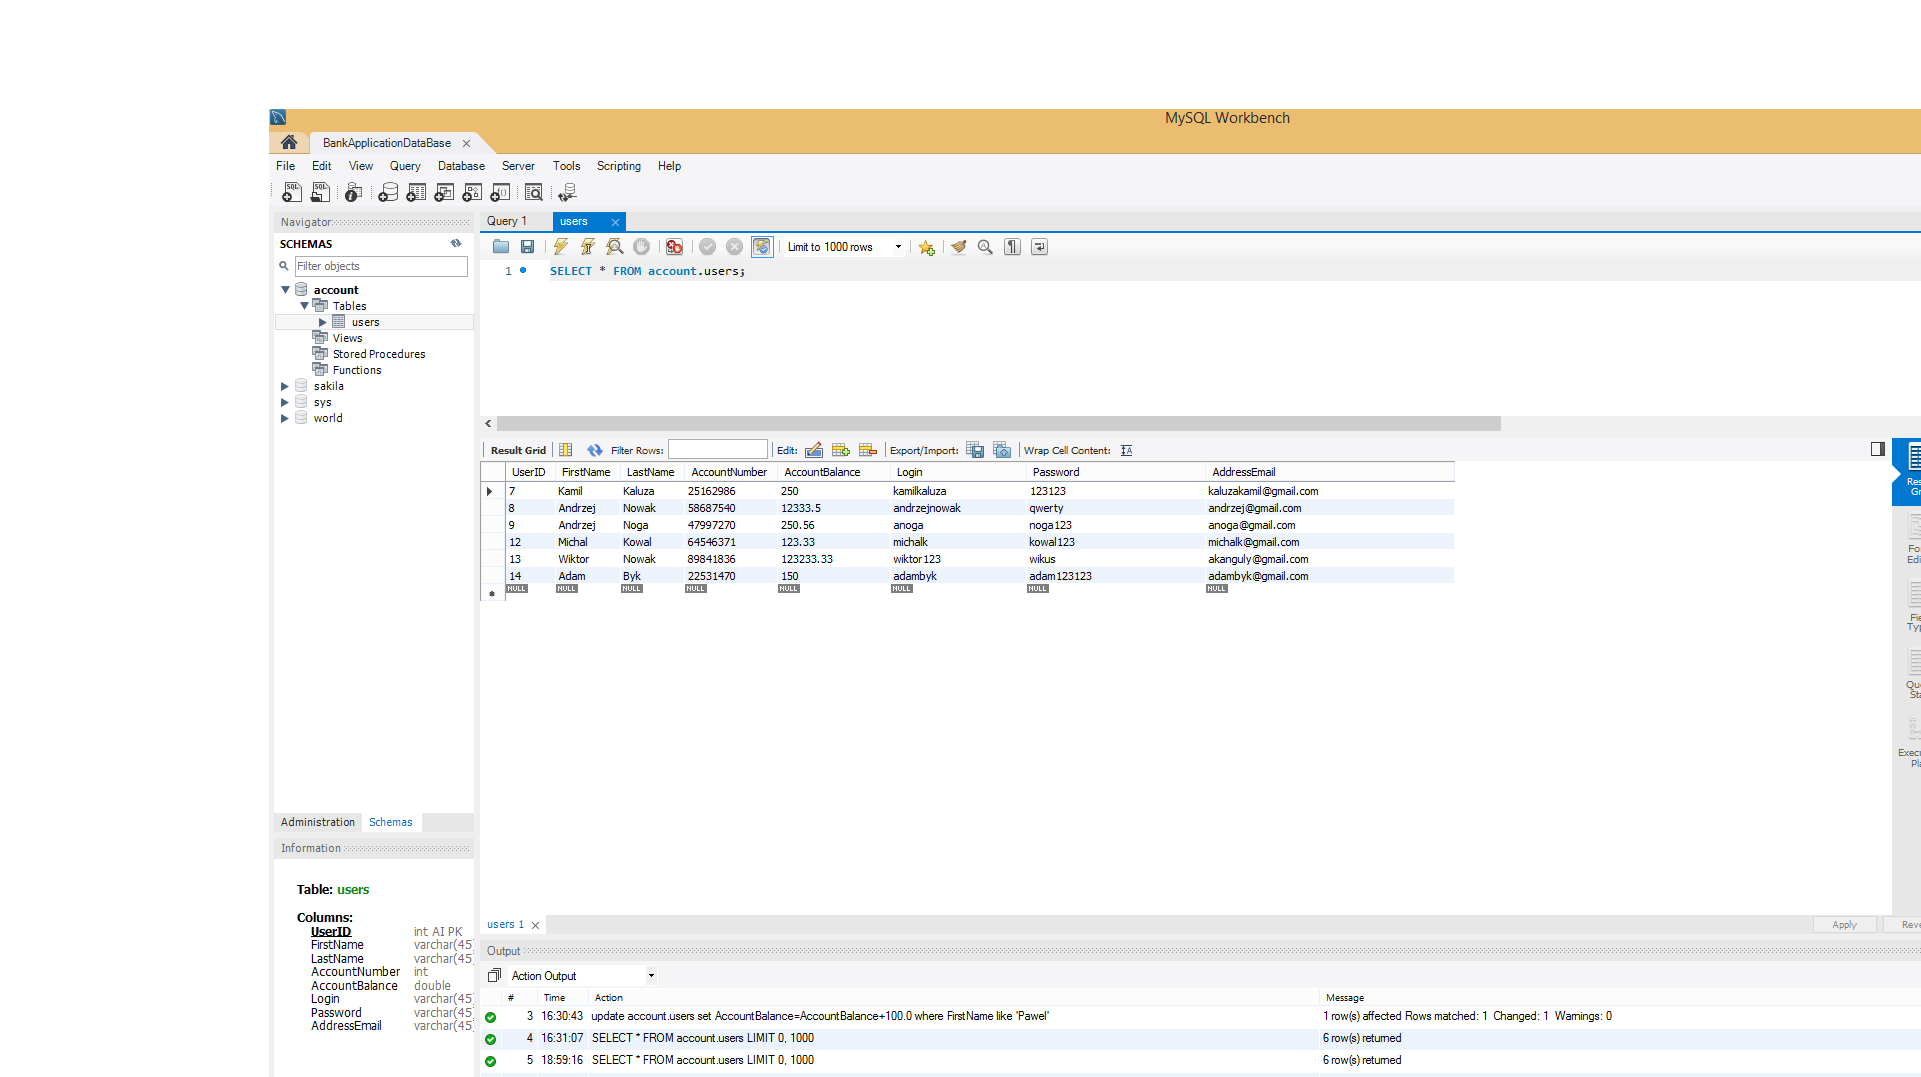 MySQL Workbench
BankApplicationDataBase
File Edit View Query Database Server Tools Scripting Help
Navigator
SCHEMAS
Filter objects
account
Tables
users
Views
Stored Procedures
Functions
sakila
sys
world
Administration Schemas
Information
Table: users
Columns:
UserID int AI PK
FirstName varchar(45)
LastName varchar(45)
AccountNumber int
AccountBalance double
Login varchar(45)
Password varchar(45)
AddressEmail varchar(45)
Query 1 users
Limit to 1000 rows
1 SELECT * FROM account.users;
Result Grid Filter Rows: Edit: Export/Import: Wrap Cell Content:
UserID FirstName LastName AccountNumber AccountBalance Login Password AddressEmail
7 Kamil Kaluza 25162986 250 kamilkaluza 123123 kaluzakamil@gmail.com
8 Andrzej Nowak 58687540 12333.5 andrzejnowak qwerty andrzej@gmail.com
9 Andrzej Noga 47997270 250.56 anoga noga123 anoga@gmail.com
12 Michal Kowal 64546371 123.33 michalk kowal123 michalk@gmail.com
13 Wiktor Nowak 89841836 123233.33 wiktor123 wikus akanguly@gmail.com
14 Adam Byk 22531470 150 adambyk adam123123 adambyk@gmail.com
NULL NULL NULL NULL NULL NULL NULL NULL
users 1
Apply
Output
Action Output
# Time Action Message
3 16:30:43 update account.users set AccountBalance=AccountBalance+100.0 where FirstName like 'Pawel' 1 row(s) affected Rows matched: 1 Changed: 1 Warnings: 0
4 16:31:07 SELECT * FROM account.users LIMIT 0, 1000 6 row(s) returned
5 18:59:16 SELECT * FROM account.users LIMIT 0, 1000 6 row(s) returned